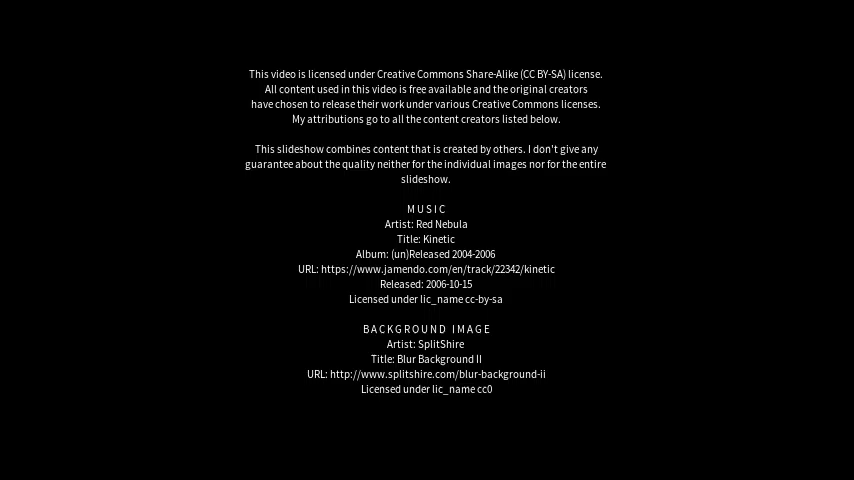 This video is licensed under Creative Commons Share-Alike (CC BY-SA) license.
All content used in this video is free available and the original creators
have chosen to release their work under various Creative Commons licenses.
My attributions go to all the content creators listed below.
This slideshow combines content that is created by others. I don't give any
guarantee about the quality neither for the individual images nor for the entire
slideshow.
MUSIC
Artist: Red Nebula
Title: Kinetic
Album: (un)Released 2004-2006
URL: https://www.jamendo.com/en/track/22342/kinetic
Released: 2006-10-15
Licensed under lic_name cc-by-sa
BACKGROUND IMAGE
Artist: SplitShire
Title: Blur Background II
URL: http://www.splitshire.com/blur-background-ii
Licensed under lic_name cc0